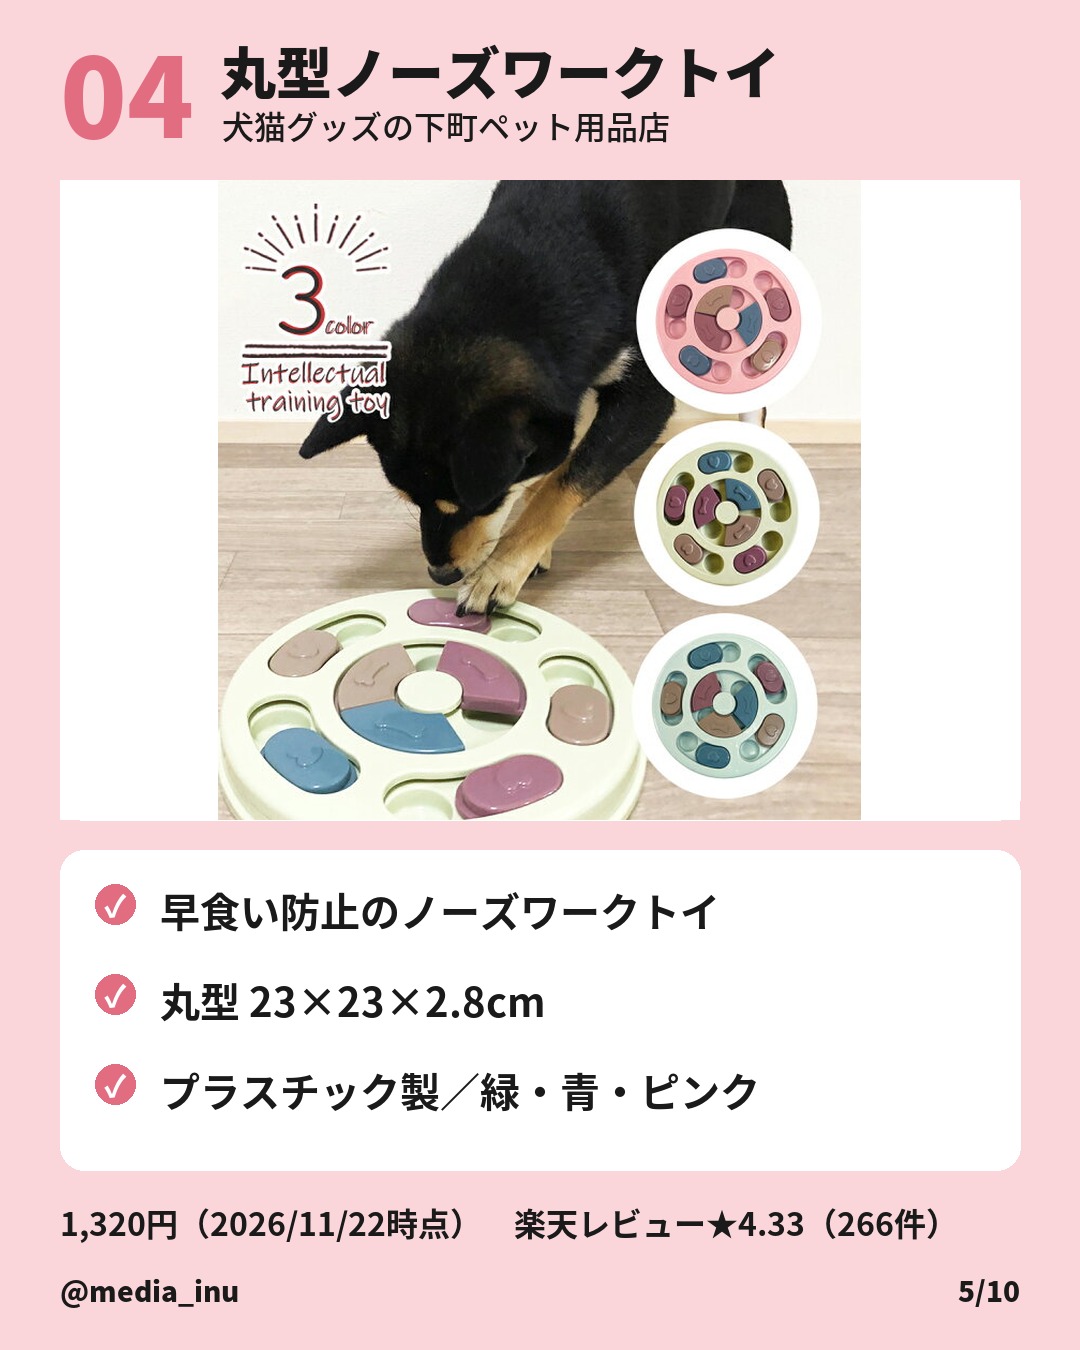 04
丸型ノーズワークトイ
犬猫グッズの下町ペット用品店
3color
Intellectual
training toy
早食い防止のノーズワークトイ
丸型 23×23×2.8cm
プラスチック製／緑・青・ピンク
1,320円（2026/11/22時点） 楽天レビュー★4.33（266件）
@media_inu
5/10